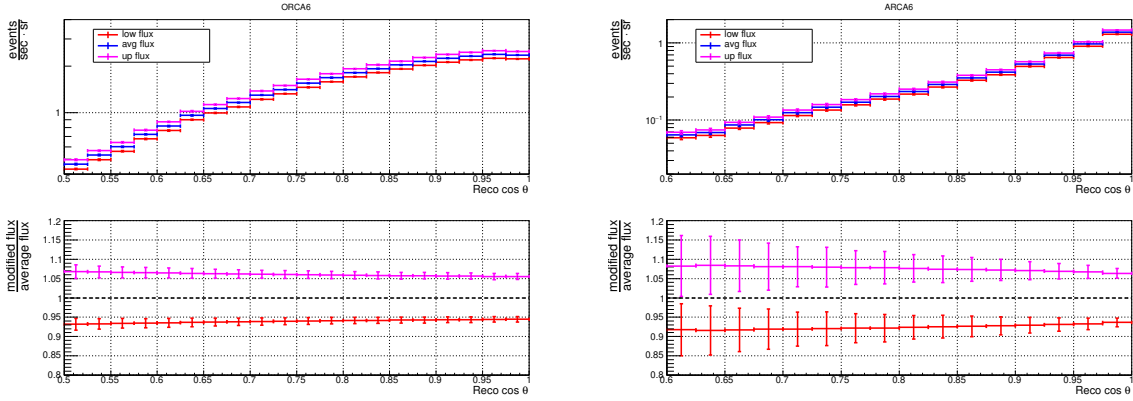 ORCA6
events
sec · sr
low flux
avg flux
up flux
1
0.5 0.55 0.6 0.65 0.7 0.75 0.8 0.85 0.9 0.95 1
Reco cos θ
modified flux
average flux
1.2
1.15
1.1
1.05
1
0.95
0.9
0.85
0.8
0.5 0.55 0.6 0.65 0.7 0.75 0.8 0.85 0.9 0.95 1
Reco cos θ
ARCA6
events
sec · sr
low flux
avg flux
up flux
1
10⁻¹
0.6 0.65 0.7 0.75 0.8 0.85 0.9 0.95 1
Reco cos θ
modified flux
average flux
1.2
1.15
1.1
1.05
1
0.95
0.9
0.85
0.8
0.6 0.65 0.7 0.75 0.8 0.85 0.9 0.95 1
Reco cos θ